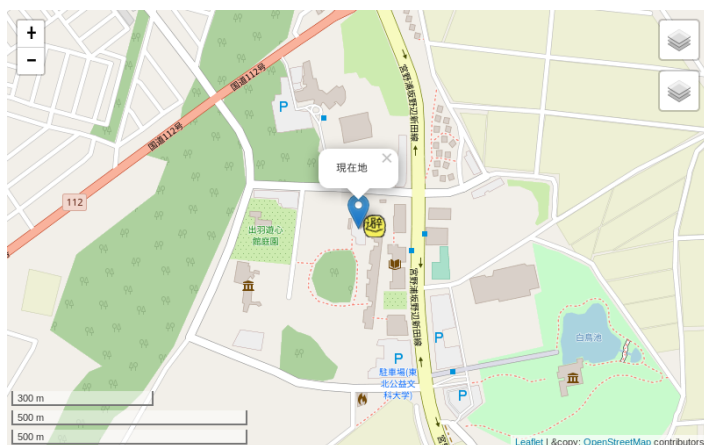 +
−
国道112号
国道112号
112
P
宮野浦坂野辺新田線
×
現在地
出羽遊心
館庭園
宮野浦坂野辺新田線
白鳥池
P
P
駐車場(東
北公益文
科大学)
P
宮
300 m
500 m
500 m
Leaflet | &copy; OpenStreetMap contributors